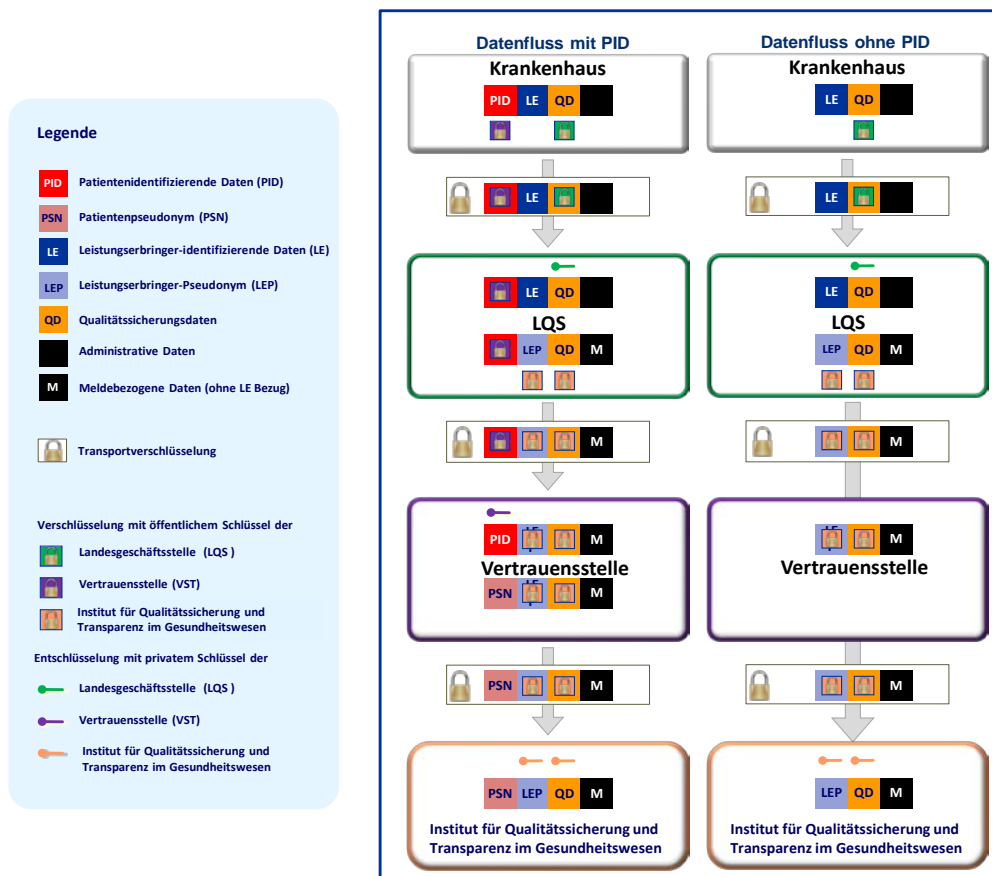 Legende
PID Patientenidentifizierende Daten (PID)
PSN Patientenpseudonym (PSN)
LE Leistungserbringer-identifizierende Daten (LE)
LEP Leistungserbringer-Pseudonym (LEP)
QD Qualitätssicherungsdaten
Administrative Daten
M Meldebezogene Daten (ohne LE Bezug)
Transportverschlüsselung
Verschlüsselung mit öffentlichem Schlüssel der
Landesgeschäftsstelle (LQS )
Vertrauensstelle (VST)
Institut für Qualitätssicherung und
Transparenz im Gesundheitswesen
Entschlüsselung mit privatem Schlüssel der
Landesgeschäftsstelle (LQS )
Vertrauensstelle (VST)
Institut für Qualitätssicherung und
Transparenz im Gesundheitswesen
Datenfluss mit PID
Krankenhaus
PID LE QD
LE
LE QD
LQS
LEP QD M
M
PID M
Vertrauensstelle
PSN M
PSN M
PSN LEP QD M
Institut für Qualitätssicherung und
Transparenz im Gesundheitswesen
Datenfluss ohne PID
Krankenhaus
LE QD
LE
LE QD
LQS
LEP QD M
M
M
Vertrauensstelle
M
LEP QD M
Institut für Qualitätssicherung und
Transparenz im Gesundheitswesen